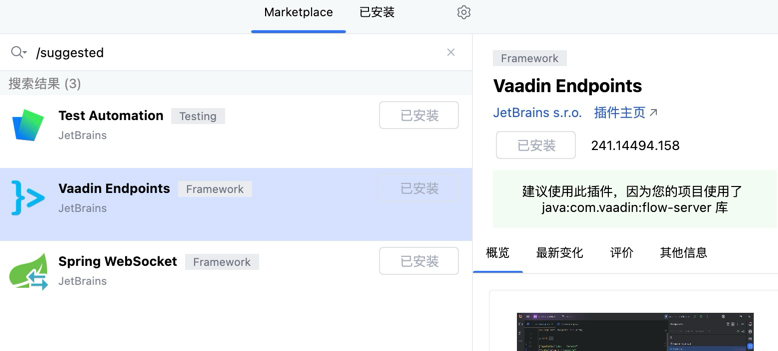 Marketplace
已安装
/suggested
搜索结果 (3)
Test Automation
Testing
JetBrains
已安装
Vaadin Endpoints
Framework
JetBrains
已安装
Spring WebSocket
Framework
JetBrains
已安装
Framework
Vaadin Endpoints
JetBrains s.r.o. 插件主页
已安装
241.14494.158
建议使用此插件，因为您的项目使用了
java:com.vaadin:flow-server 库
概览
最新变化
评价
其他信息